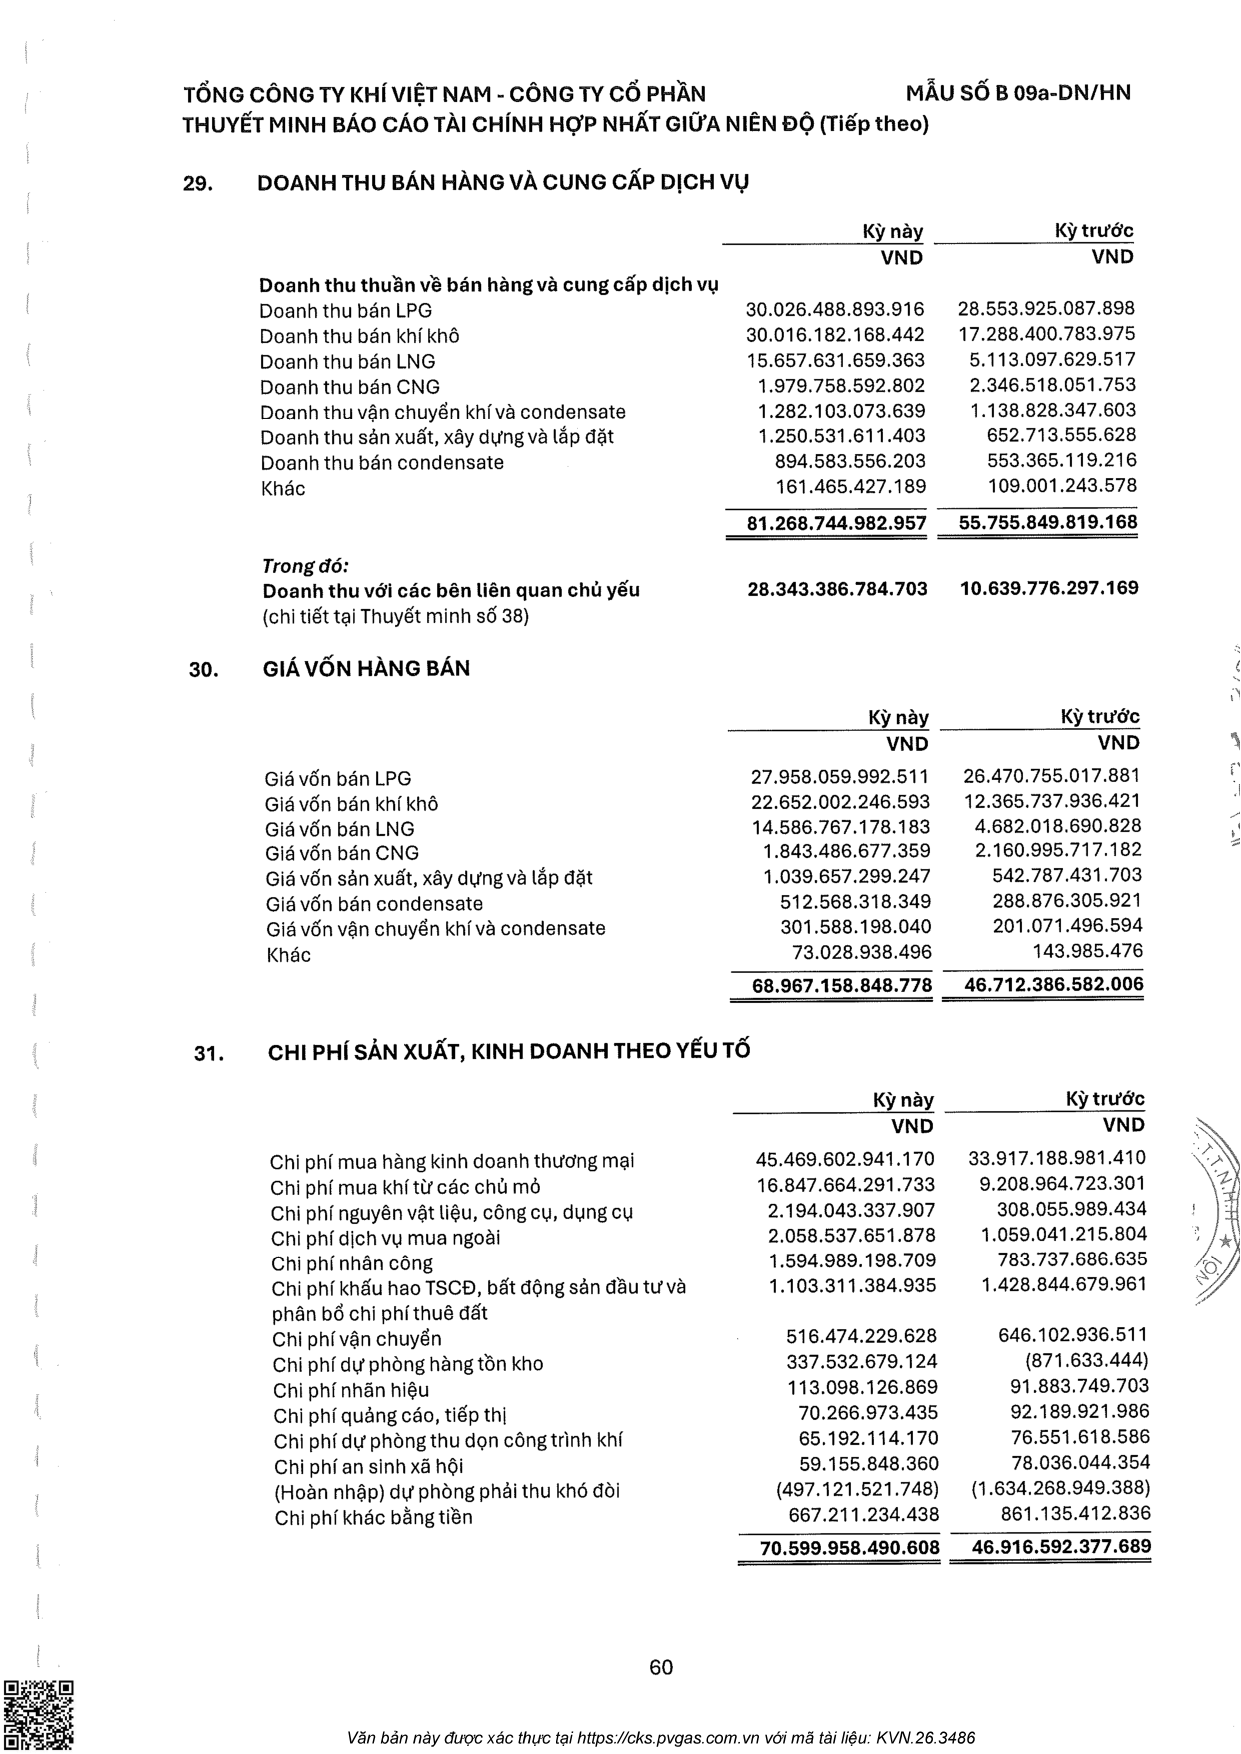 TỔNG CÔNG TY KHÍ VIỆT NAM - CÔNG TY CỔ PHẦN MẪU SỐ B 09a-DN/HN
THUYẾT MINH BÁO CÁO TÀI CHÍNH HỢP NHẤT GIỮA NIÊN ĐỘ (Tiếp theo)
29. DOANH THU BÁN HÀNG VÀ CUNG CẤP DỊCH VỤ
Kỳ này Kỳ trước
VND VND
Doanh thu thuần về bán hàng và cung cấp dịch vụ
Doanh thu bán LPG 30.026.488.893.916 28.553.925.087.898
Doanh thu bán khí khô 30.016.182.168.442 17.288.400.783.975
Doanh thu bán LNG 15.657.631.659.363 5.113.097.629.517
Doanh thu bán CNG 1.979.758.592.802 2.346.518.051.753
Doanh thu vận chuyển khí và condensate 1.282.103.073.639 1.138.828.347.603
Doanh thu sản xuất, xây dựng và lắp đặt 1.250.531.611.403 652.713.555.628
Doanh thu bán condensate 894.583.556.203 553.365.119.216
Khác 161.465.427.189 109.001.243.578
81.268.744.982.957 55.755.849.819.168
Trong đó:
Doanh thu với các bên liên quan chủ yếu 28.343.386.784.703 10.639.776.297.169
(chi tiết tại Thuyết minh số 38)
30. GIÁ VỐN HÀNG BÁN
Kỳ này Kỳ trước
VND VND
Giá vốn bán LPG 27.958.059.992.511 26.470.755.017.881
Giá vốn bán khí khô 22.652.002.246.593 12.365.737.936.421
Giá vốn bán LNG 14.586.767.178.183 4.682.018.690.828
Giá vốn bán CNG 1.843.486.677.359 2.160.995.717.182
Giá vốn sản xuất, xây dựng và lắp đặt 1.039.657.299.247 542.787.431.703
Giá vốn bán condensate 512.568.318.349 288.876.305.921
Giá vốn vận chuyển khí và condensate 301.588.198.040 201.071.496.594
Khác 73.028.938.496 143.985.476
68.967.158.848.778 46.712.386.582.006
31. CHI PHÍ SẢN XUẤT, KINH DOANH THEO YẾU TỐ
Kỳ này Kỳ trước
VND VND
Chi phí mua hàng kinh doanh thương mại 45.469.602.941.170 33.917.188.981.410
Chi phí mua khí từ các chủ mỏ 16.847.664.291.733 9.208.964.723.301
Chi phí nguyên vật liệu, công cụ, dụng cụ 2.194.043.337.907 308.055.989.434
Chi phí dịch vụ mua ngoài 2.058.537.651.878 1.059.041.215.804
Chi phí nhân công 1.594.989.198.709 783.737.686.635
Chi phí khấu hao TSCĐ, bất động sản đầu tư và 1.103.311.384.935 1.428.844.679.961
phân bổ chi phí thuê đất
Chi phí vận chuyển 516.474.229.628 646.102.936.511
Chi phí dự phòng hàng tồn kho 337.532.679.124 (871.633.444)
Chi phí nhãn hiệu 113.098.126.869 91.883.749.703
Chi phí quảng cáo, tiếp thị 70.266.973.435 92.189.921.986
Chi phí dự phòng thu dọn công trình khí 65.192.114.170 76.551.618.586
Chi phí an sinh xã hội 59.155.848.360 78.036.044.354
(Hoàn nhập) dự phòng phải thu khó đòi (497.121.521.748) (1.634.268.949.388)
Chi phí khác bằng tiền 667.211.234.438 861.135.412.836
70.599.958.490.608 46.916.592.377.689
T.T.N.H.H
NỘI
60
Văn bản này được xác thực tại https://cks.pvgas.com.vn với mã tài liệu: KVN.26.3486